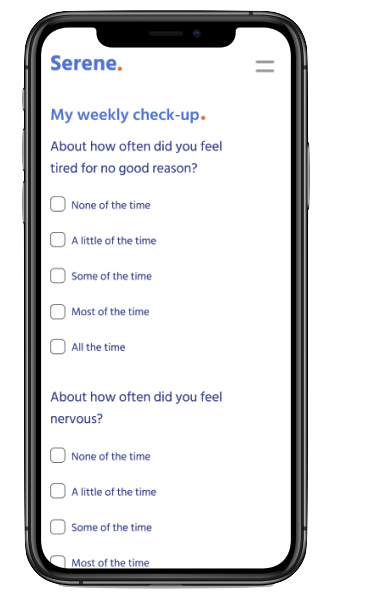 Serene.
My weekly check-up.
About how often did you feel
tired for no good reason?
None of the time
A little of the time
Some of the time
Most of the time
All the time
About how often did you feel
nervous?
None of the time
A little of the time
Some of the time
Most of the time